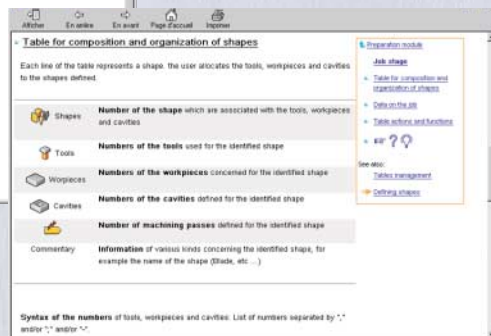 Afficher En arrière En avant Page d'accueil Imprimer
Table for composition and organization of shapes
Each line of the table represents a shape. the user allocates the tools, workpieces and cavities
to the shapes defined.
Shapes
Number of the shape which are associated with the tools, workpieces
and cavities
Tools
Numbers of the tools used for the identified shape
Worpieces
Numbers of the workpieces concerned for the identified shape
Cavities
Numbers of the cavities defined for the identified shape
Number of machining passes defined for the identified shape
Commentary
Information of various kinds concerning the identified shape, for
example the name of the shape (Blade, etc ...)
Syntax of the numbers of tools, workpieces and cavities: List of numbers separated by ","
and/or ";" and/or "-".
Preparation module
Job stage
Table for composition and
organization of shapes
Data on the job
Table actions and functions
See also:
Tables management
Defining shapes